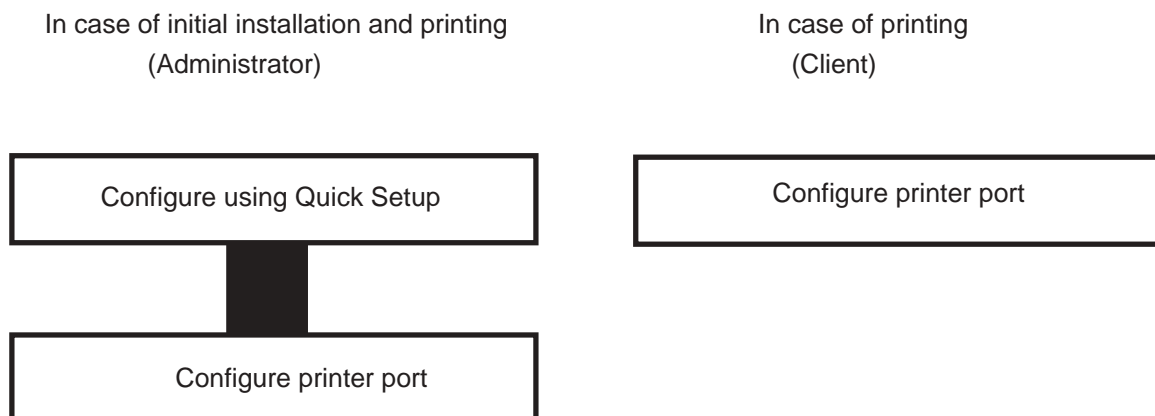 In case of initial installation and printing
(Administrator)
Configure using Quick Setup
Configure printer port
In case of printing
(Client)
Configure printer port